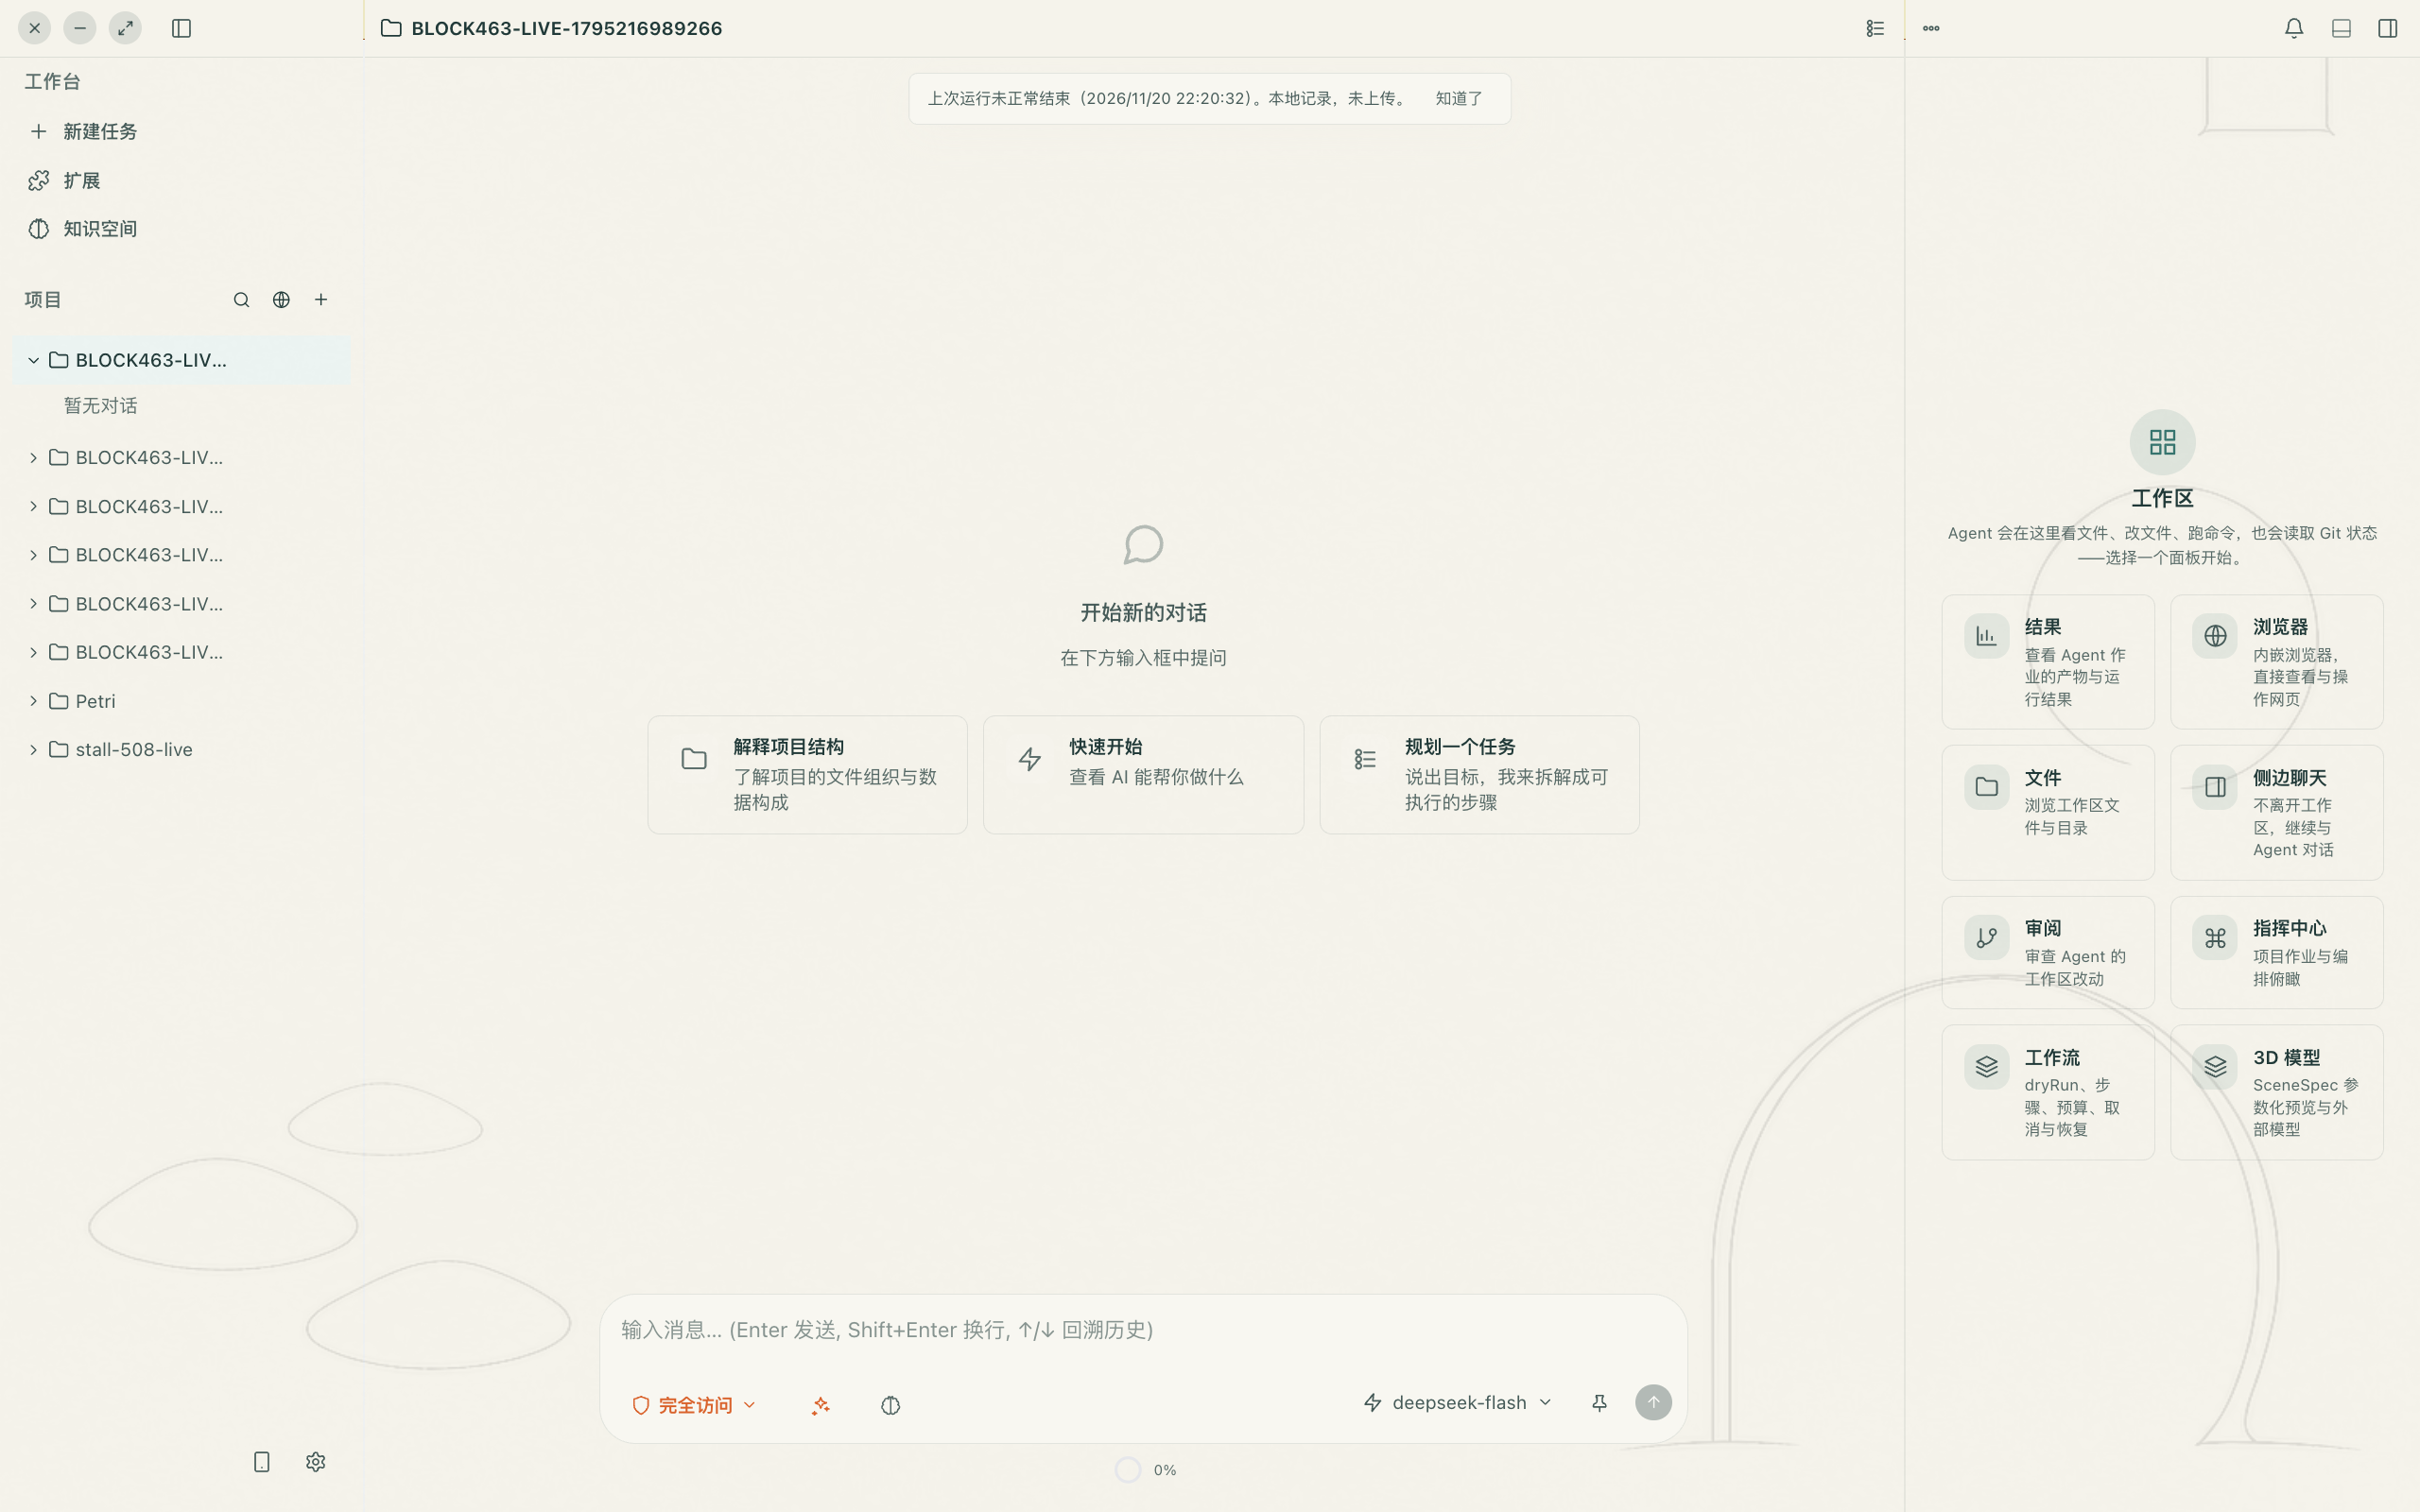 BLOCK463-LIVE-1795216989266
工作台
新建任务
扩展
知识空间
项目
BLOCK463-LIV...
暂无对话
BLOCK463-LIV...
BLOCK463-LIV...
BLOCK463-LIV...
BLOCK463-LIV...
BLOCK463-LIV...
Petri
stall-508-live
上次运行未正常结束（2026/11/20 22:20:32）。本地记录，未上传。 知道了
开始新的对话
在下方输入框中提问
解释项目结构
了解项目的文件组织与数
据构成
快速开始
查看 AI 能帮你做什么
规划一个任务
说出目标，我来拆解成可
执行的步骤
输入消息... (Enter 发送, Shift+Enter 换行, ↑/↓ 回溯历史)
完全访问
deepseek-flash
0%
工作区
Agent 会在这里看文件、改文件、跑命令，也会读取 Git 状态
——选择一个面板开始。
结果
查看 Agent 作
业的产物与运
行结果
浏览器
内嵌浏览器，
直接查看与操
作网页
文件
浏览工作区文
件与目录
侧边聊天
不离开工作
区，继续与
Agent 对话
审阅
审查 Agent 的
工作区改动
指挥中心
项目作业与编
排俯瞰
工作流
dryRun、步
骤、预算、取
消与恢复
3D 模型
SceneSpec 参
数化预览与外
部模型